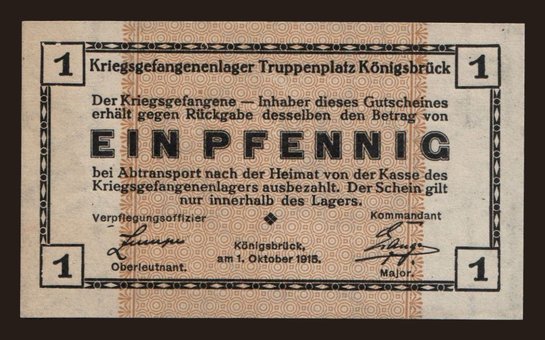 1 Kriegsgefangenenlager Truppenplatz Königsbrück 1
Der Kriegsgefangene — Inhaber dieses Gutscheines
erhält gegen Rückgabe desselben den Betrag von
EIN PFENNIG
bei Abtransport nach der Heimat von der Kasse des
Kriegsgefangenenlagers ausbezahlt. Der Schein gilt
nur innerhalb des Lagers.
Verpflegungsoffizier Kommandant
Königsbrück,
am 1. Oktober 1915.
1 Oberleutnant. Major. 1